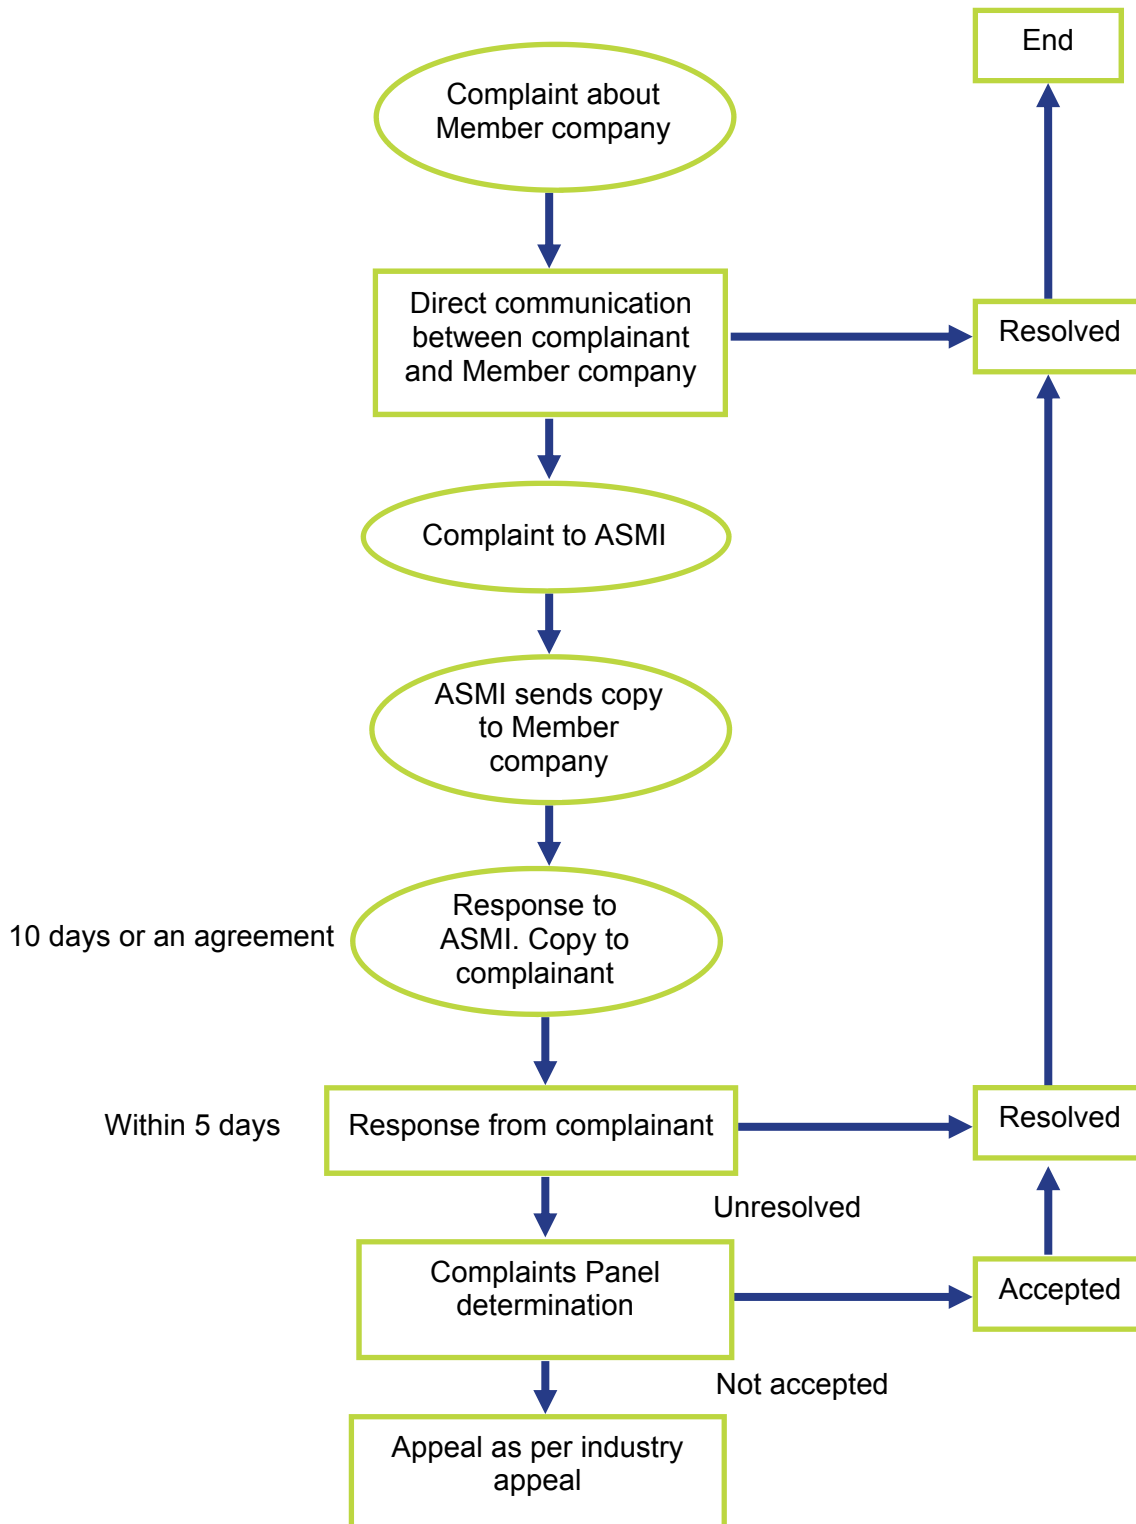 End
Complaint about
Member company
Direct communication
between complainant
and Member company
Resolved
Complaint to ASMI
ASMI sends copy
to Member
company
10 days or an agreement
Response to
ASMI. Copy to
complainant
Within 5 days
Response from complainant
Resolved
Unresolved
Complaints Panel
determination
Accepted
Not accepted
Appeal as per industry
appeal